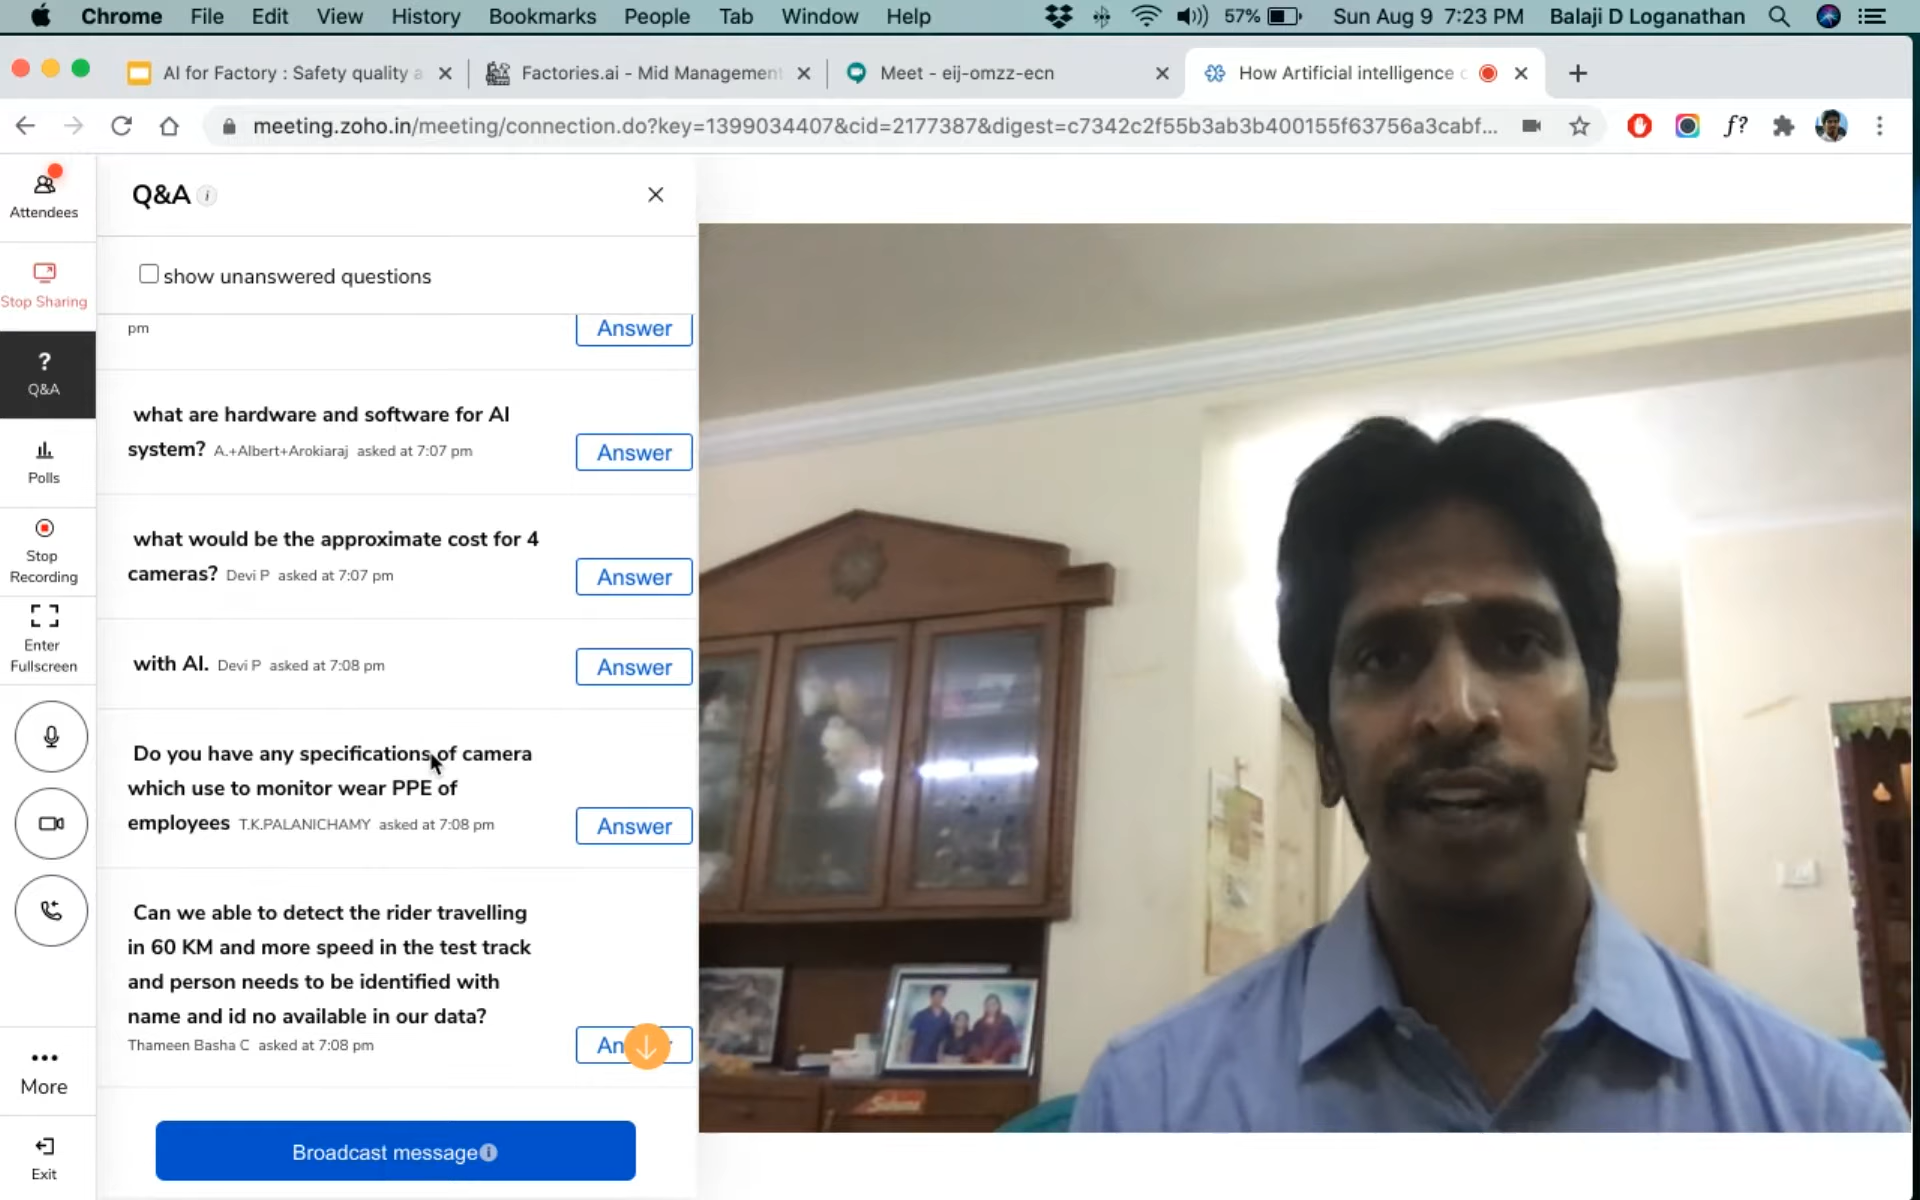 Chrome File Edit View History Bookmarks People Tab Window Help 57% Sun Aug 9 7:23 PM Balaji D Loganathan
AI for Factory : Safety quality a Factories.ai - Mid Management Meet - eij-omzz-ecn How Artificial intelligence c
meeting.zoho.in/meeting/connection.do?key=1399034407&cid=2177387&digest=c7342c2f55b3ab3b400155f63756a3cabf... f?
Attendees
Stop Sharing
?
Q&A
Polls
Stop
Recording
Enter
Fullscreen
More
Exit
Q&A i
show unanswered questions
pm
Answer
what are hardware and software for AI
system? A.+Albert+Arokiaraj asked at 7:07 pm
Answer
what would be the approximate cost for 4
cameras? Devi P asked at 7:07 pm
Answer
with AI. Devi P asked at 7:08 pm
Answer
Do you have any specifications of camera
which use to monitor wear PPE of
employees T.K.PALANICHAMY asked at 7:08 pm
Answer
Can we able to detect the rider travelling
in 60 KM and more speed in the test track
and person needs to be identified with
name and id no available in our data?
Thameen Basha C asked at 7:08 pm
An r
Broadcast message i